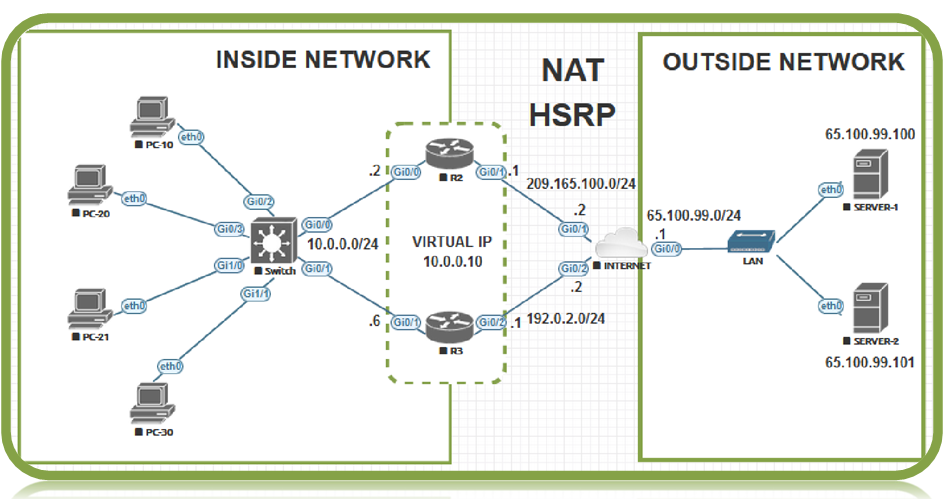 INSIDE NETWORK
NAT
HSRP
OUTSIDE NETWORK
PC-10
eth0
PC-20
eth0
PC-21
eth0
PC-30
eth0
Gi0/2
Gi0/3
Gi1/0
Gi1/1
Gi0/0
Gi0/1
Switch
10.0.0.0/24
.2
Gi0/0
R2
Gi0/1
.1
VIRTUAL IP
10.0.0.10
.6
Gi0/1
R3
Gi0/2
.1
209.165.100.0/24
.2
Gi0/1
INTERNET
Gi0/2
.2
192.0.2.0/24
65.100.99.0/24
.1
Gi0/0
LAN
65.100.99.100
eth0
SERVER-1
eth0
SERVER-2
65.100.99.101